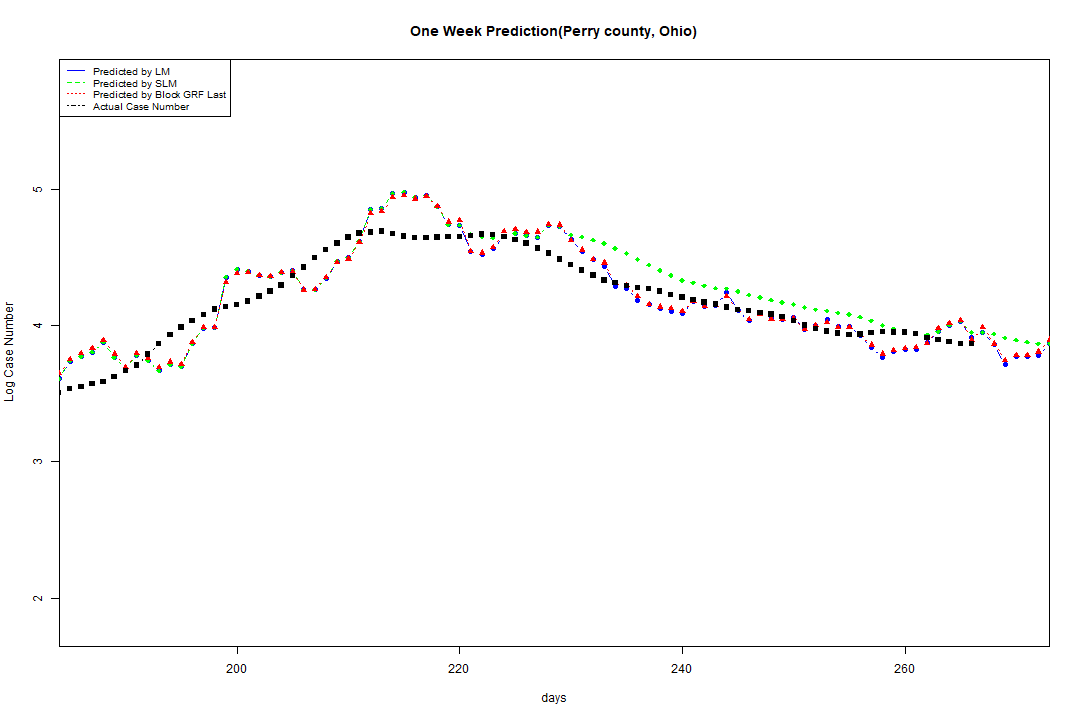 One Week Prediction(Perry county, Ohio)
Predicted by LM
Predicted by SLM
Predicted by Block GRF Last
Actual Case Number
Log Case Number
5
4
3
2
200
220
240
260
days